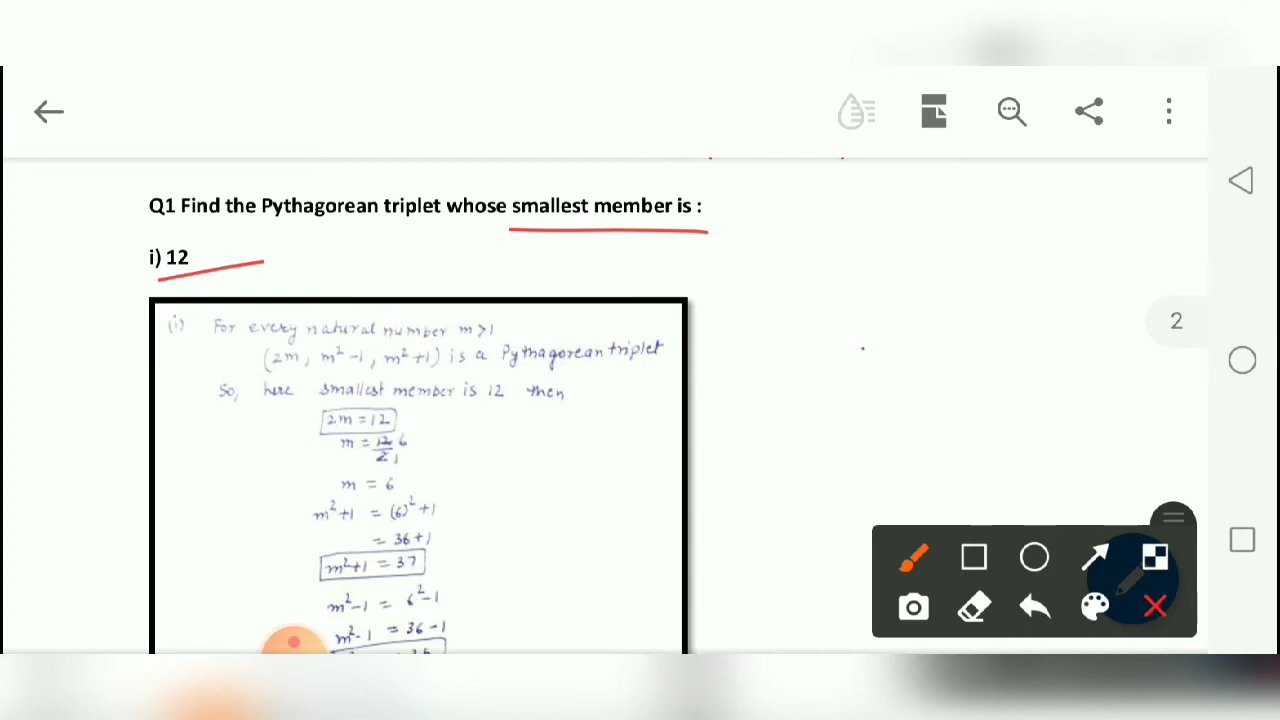 Q1 Find the Pythagorean triplet whose smallest member is :
i) 12
2
(i) For every natural number m>1
(2m, m²-1, m²+1) is a Pythagorean triplet
So, here smallest member is 12 then
2m = 12
m = 12/2 6 1
m = 6
m²+1 = (6)²+1
= 36+1
m²+1 = 37
m²-1 = 6²-1
m²-1 = 36-1